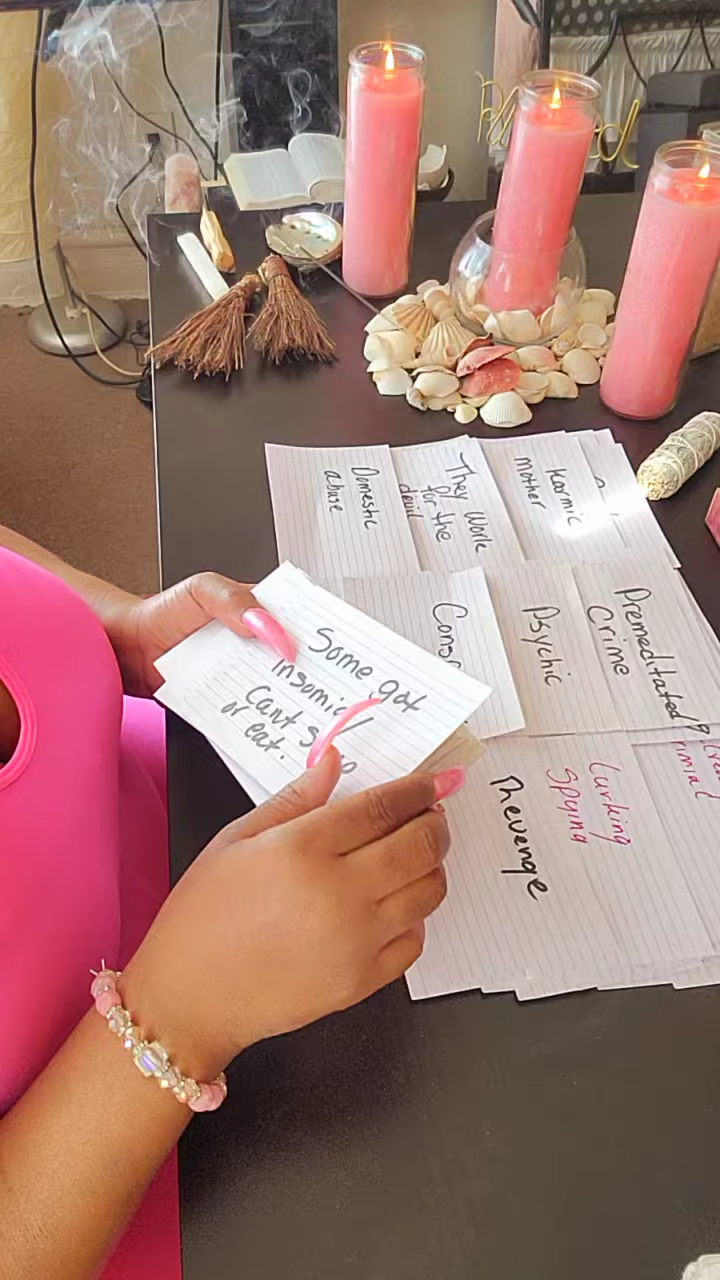 Domestic
abuse
They Work
for the
devil
Karmic
mother
Psychic
Premeditated
Crime
Some got
insomia/
Cant
or eat.
Revenge
Lurking
Spying